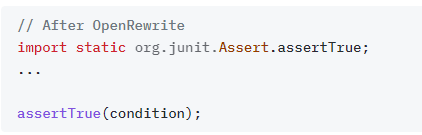 // After OpenRewrite
import static org.junit.Assert.assertTrue;
...
assertTrue(condition);